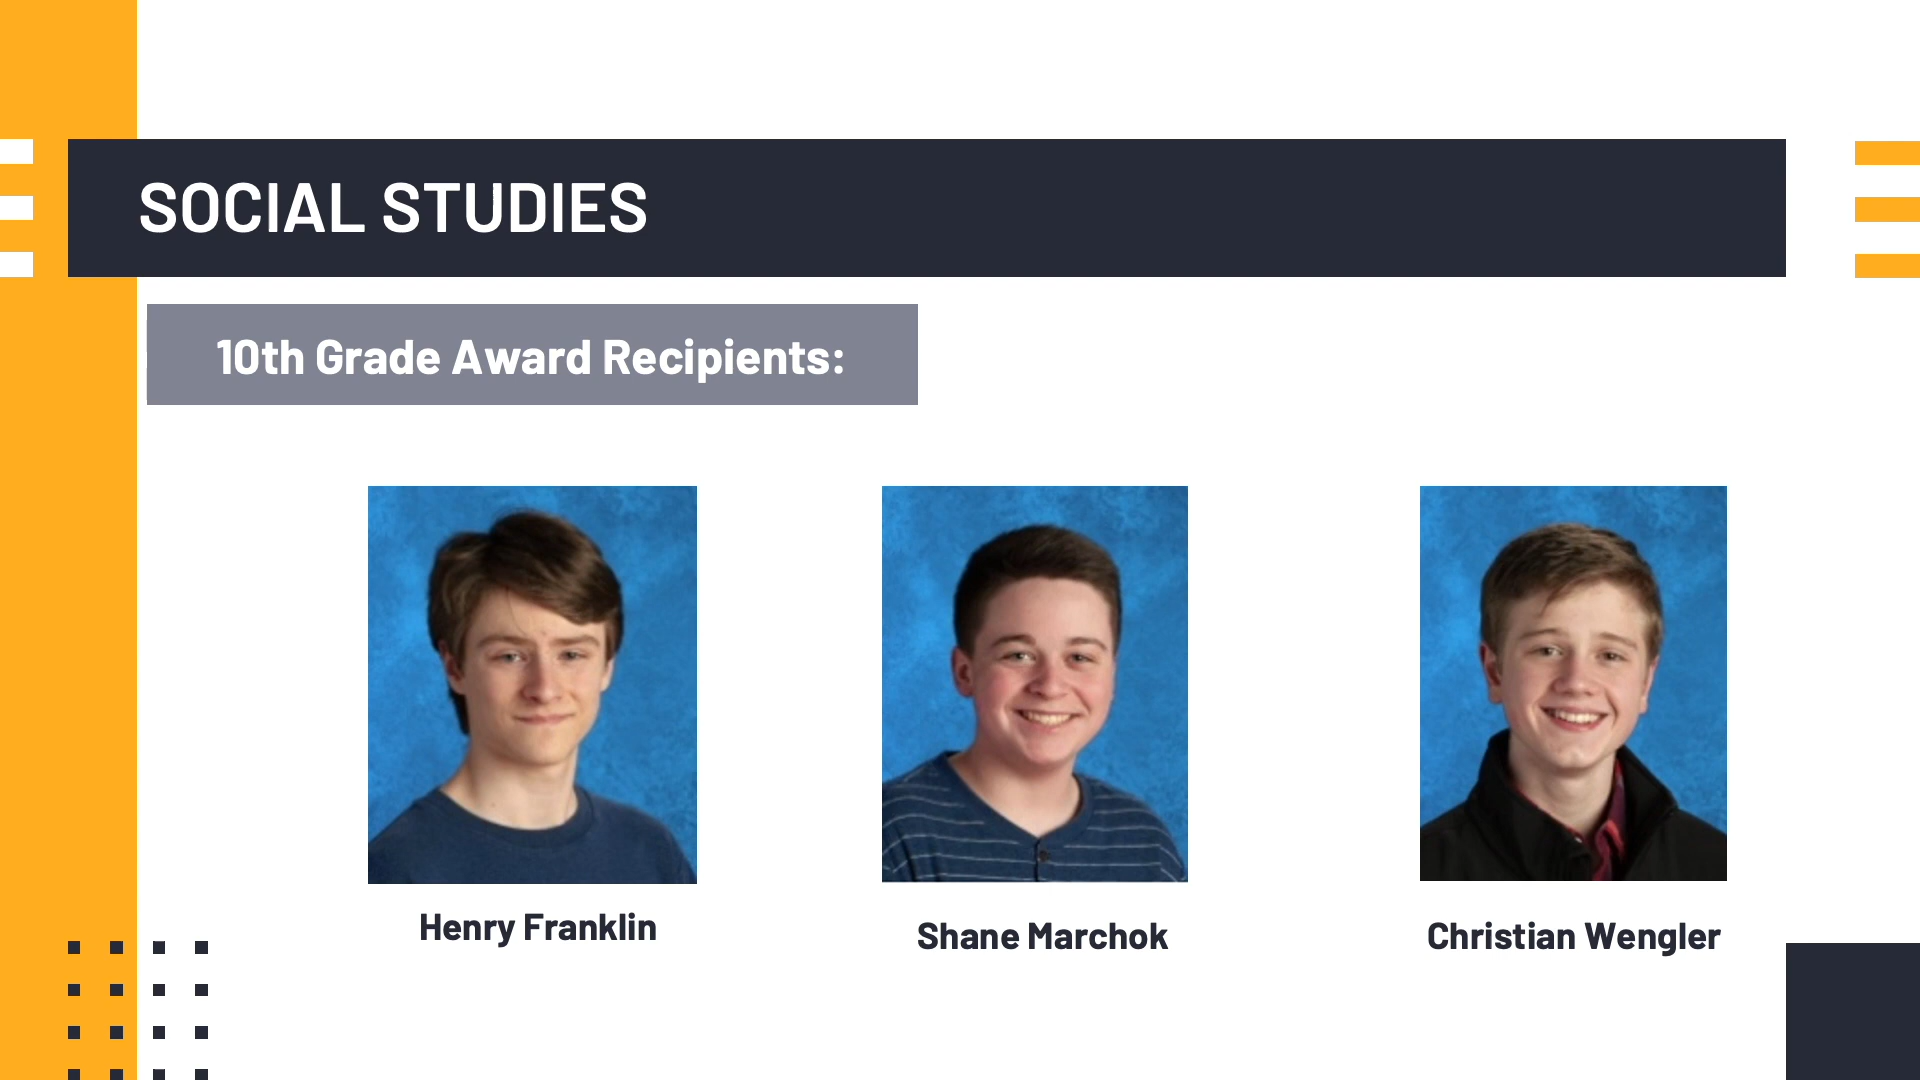 SOCIAL STUDIES
10th Grade Award Recipients:
Henry Franklin
Shane Marchok
Christian Wengler